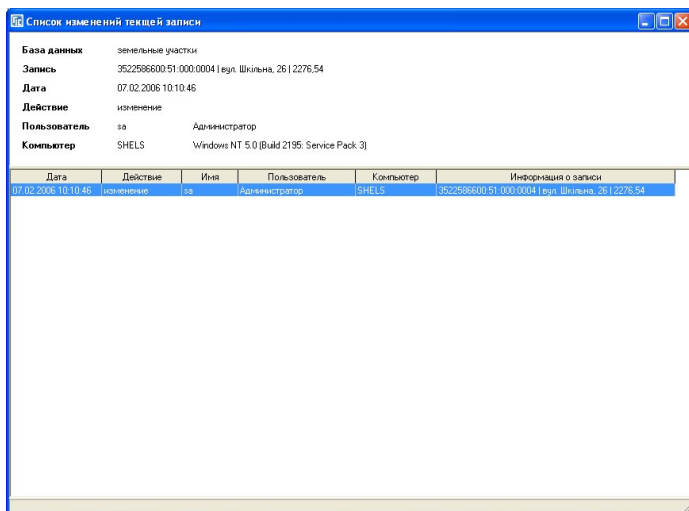 Список изменений текщей записи
База данных земельные участки
Запись 3522586600:51:000:0004 | вул. Шкільна, 26 | 2276,54
Дата 07.02.2006 10:10:46
Действие изменение
Пользователь sa Администратор
Компьютер SHELS Windows NT 5.0 (Build 2195: Service Pack 3)
Дата Действие Имя Пользователь Компьютер Информация о записи
07.02.2006 10:10:46 изменение sa Администратор SHELS 3522586600:51:000:0004 | вул. Шкільна, 26 | 2276,54